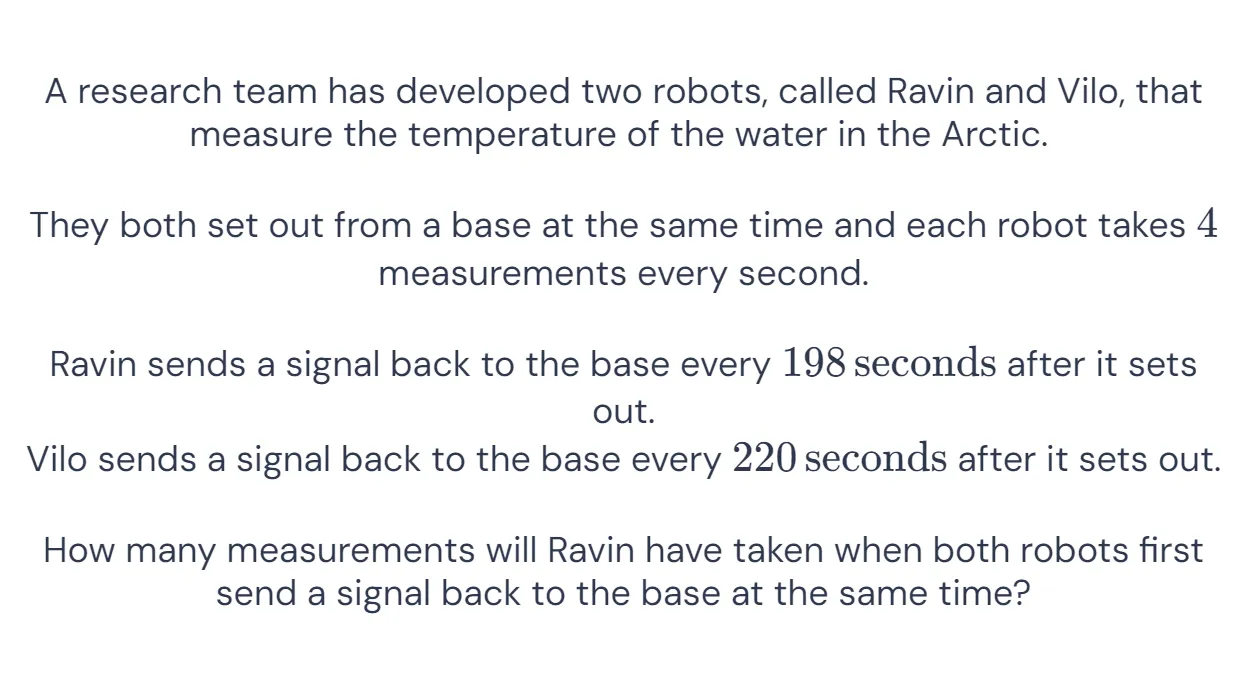 A research team has developed two robots, called Ravin and Vilo, that
measure the temperature of the water in the Arctic.
They both set out from a base at the same time and each robot takes 4
measurements every second.
Ravin sends a signal back to the base every 198 seconds after it sets
out.
Vilo sends a signal back to the base every 220 seconds after it sets out.
How many measurements will Ravin have taken when both robots first
send a signal back to the base at the same time?